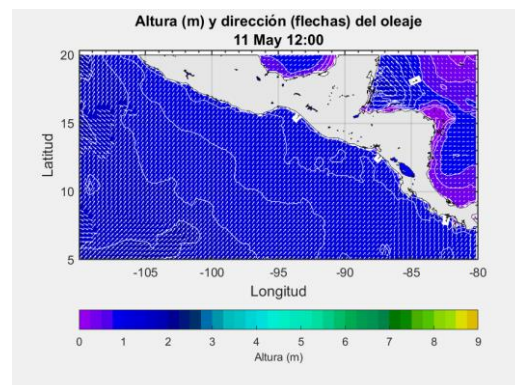 Altura (m) y dirección (flechas) del oleaje
11 May 12:00
20
15
10
5
Latitud
-105 -100 -95 -90 -85 -80
Longitud
0 1 2 3 4 5 6 7 8 9
Altura (m)